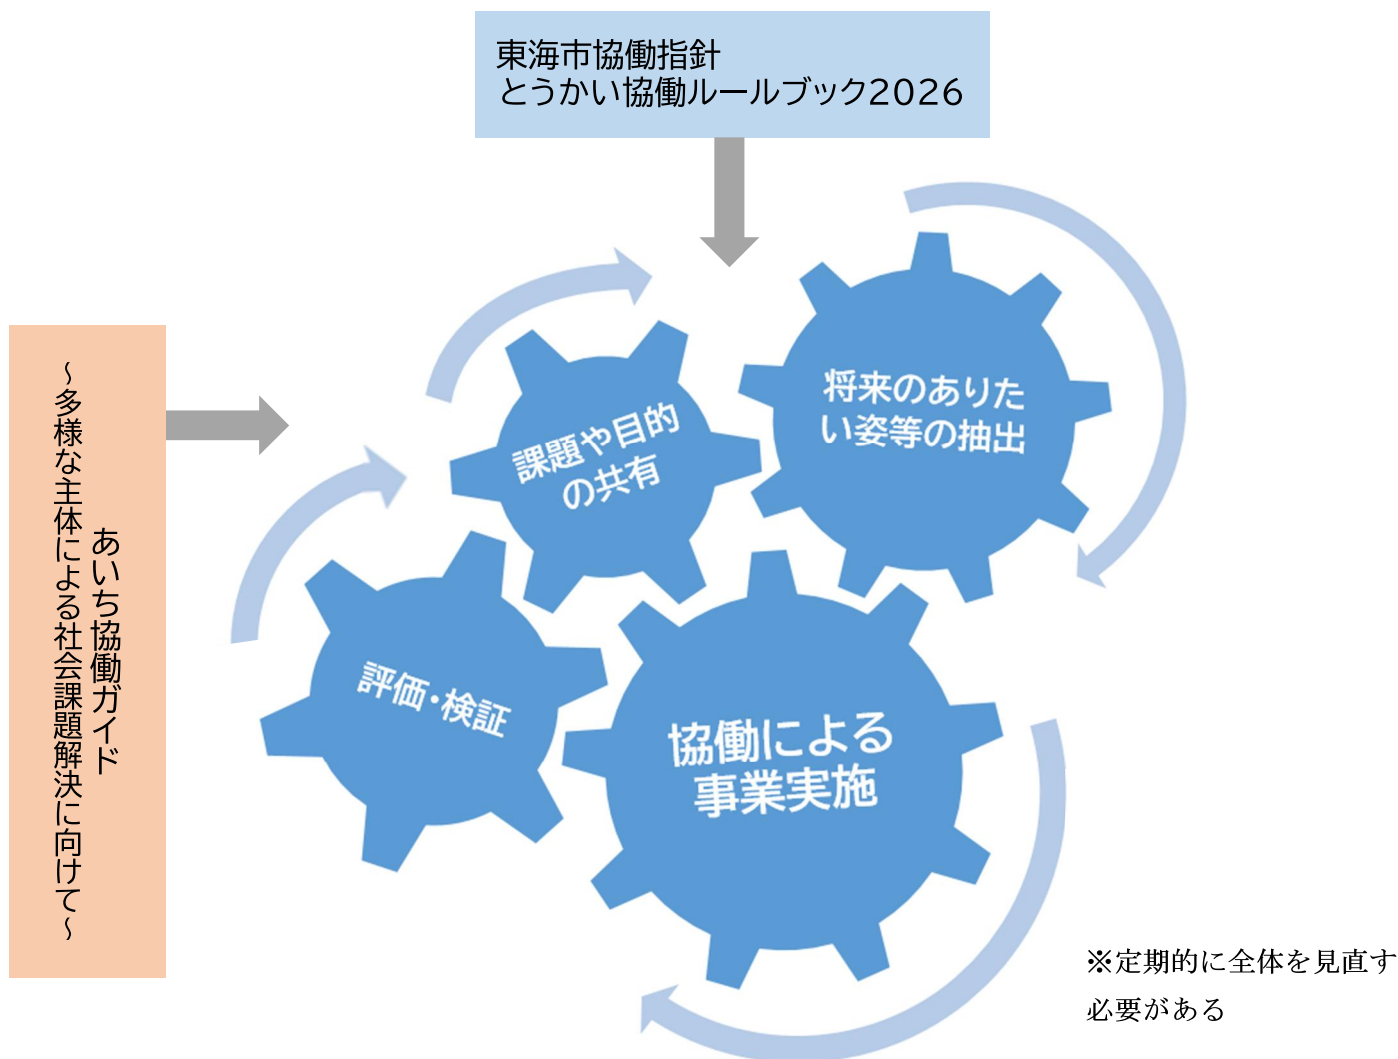 東海市協働指針
とうかい協働ルールブック2026
あいち協働ガイド
～多様な主体による社会課題解決に向けて～
将来のありた
い姿等の抽出
課題や目的
の共有
評価・検証
協働による
事業実施
※定期的に全体を見直す
必要がある